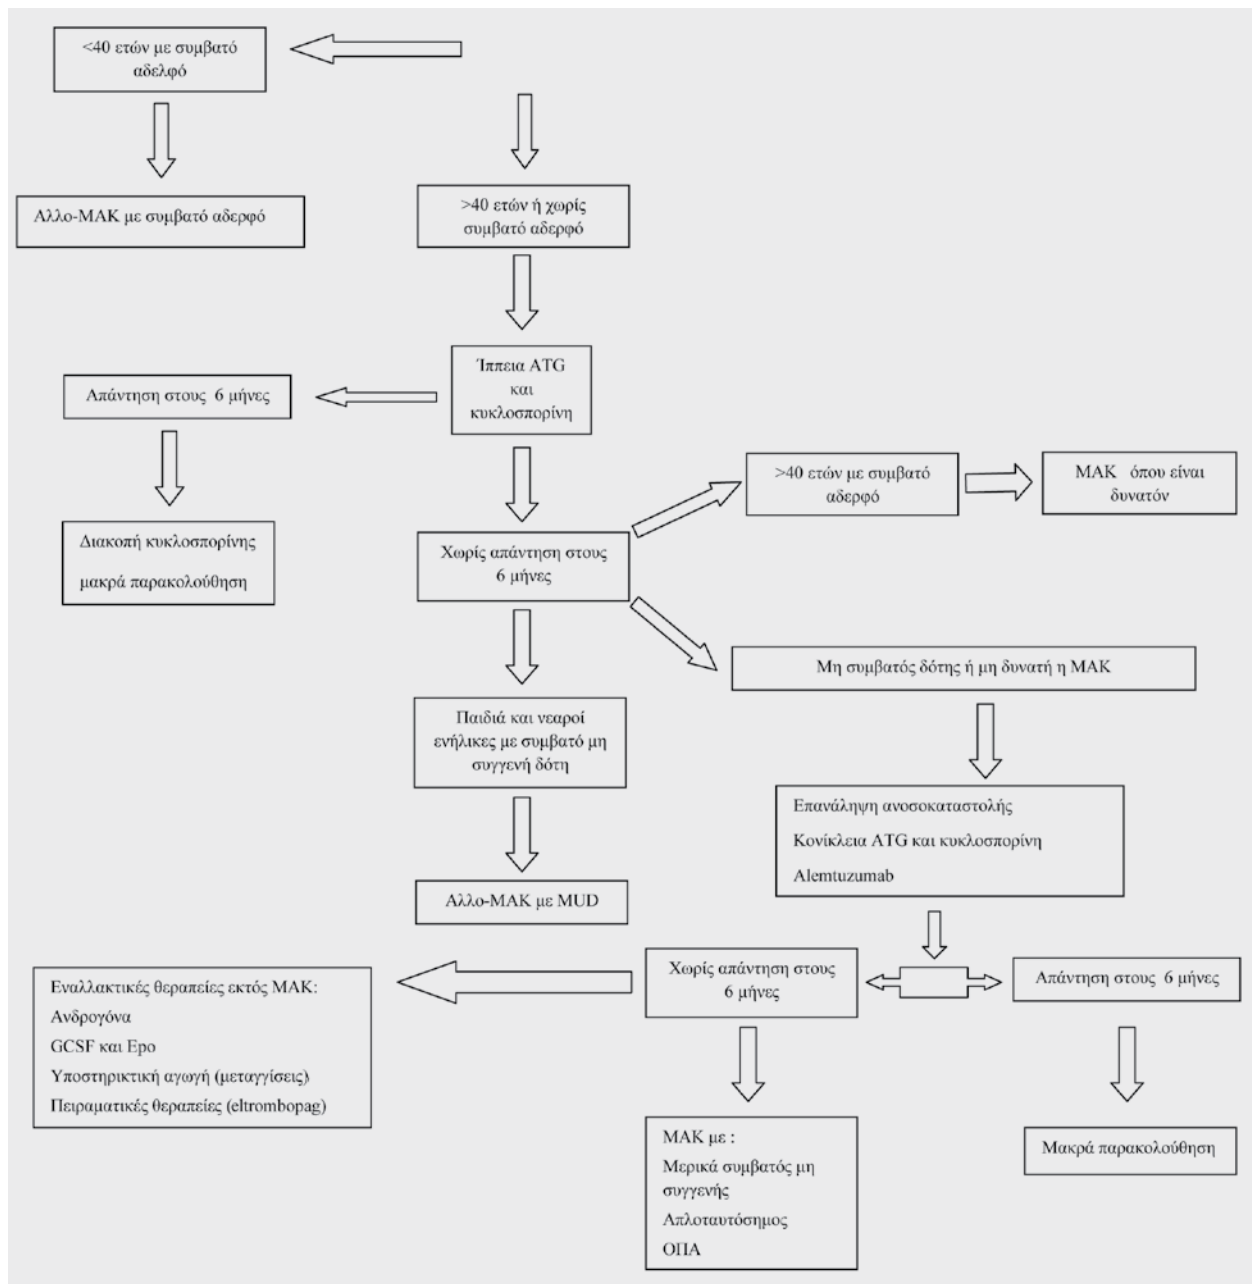 <40 ετών με συμβατό
αδελφό
Αλλο-ΜΑΚ με συμβατό αδερφό
>40 ετών ή χωρίς
συμβατό αδερφό
Ίππεια ATG
και
κυκλοσπορίνη
Απάντηση στους 6 μήνες
Διακοπή κυκλοσπορίνης
μακρά παρακολούθηση
>40 ετών με συμβατό
αδερφό
ΜΑΚ όπου είναι
δυνατόν
Χωρίς απάντηση στους
6 μήνες
Μη συμβατός δότης ή μη δυνατή η ΜΑΚ
Παιδιά και νεαροί
ενήλικες με συμβατό μη
συγγενή δότη
Αλλο-ΜΑΚ με MUD
Επανάληψη ανοσοκαταστολής
Κονίκλεια ATG και κυκλοσπορίνη
Alemtuzumab
Χωρίς απάντηση στους
6 μήνες
Απάντηση στους 6 μήνες
Εναλλακτικές θεραπείες εκτός ΜΑΚ:
Ανδρογόνα
GCSF και Epo
Υποστηρικτική αγωγή (μεταγγίσεις)
Πειραματικές θεραπείες (eltrombopag)
ΜΑΚ με :
Μερικά συμβατός μη
συγγενής
Απλοταυτόσημος
ΟΠΑ
Μακρά παρακολούθηση